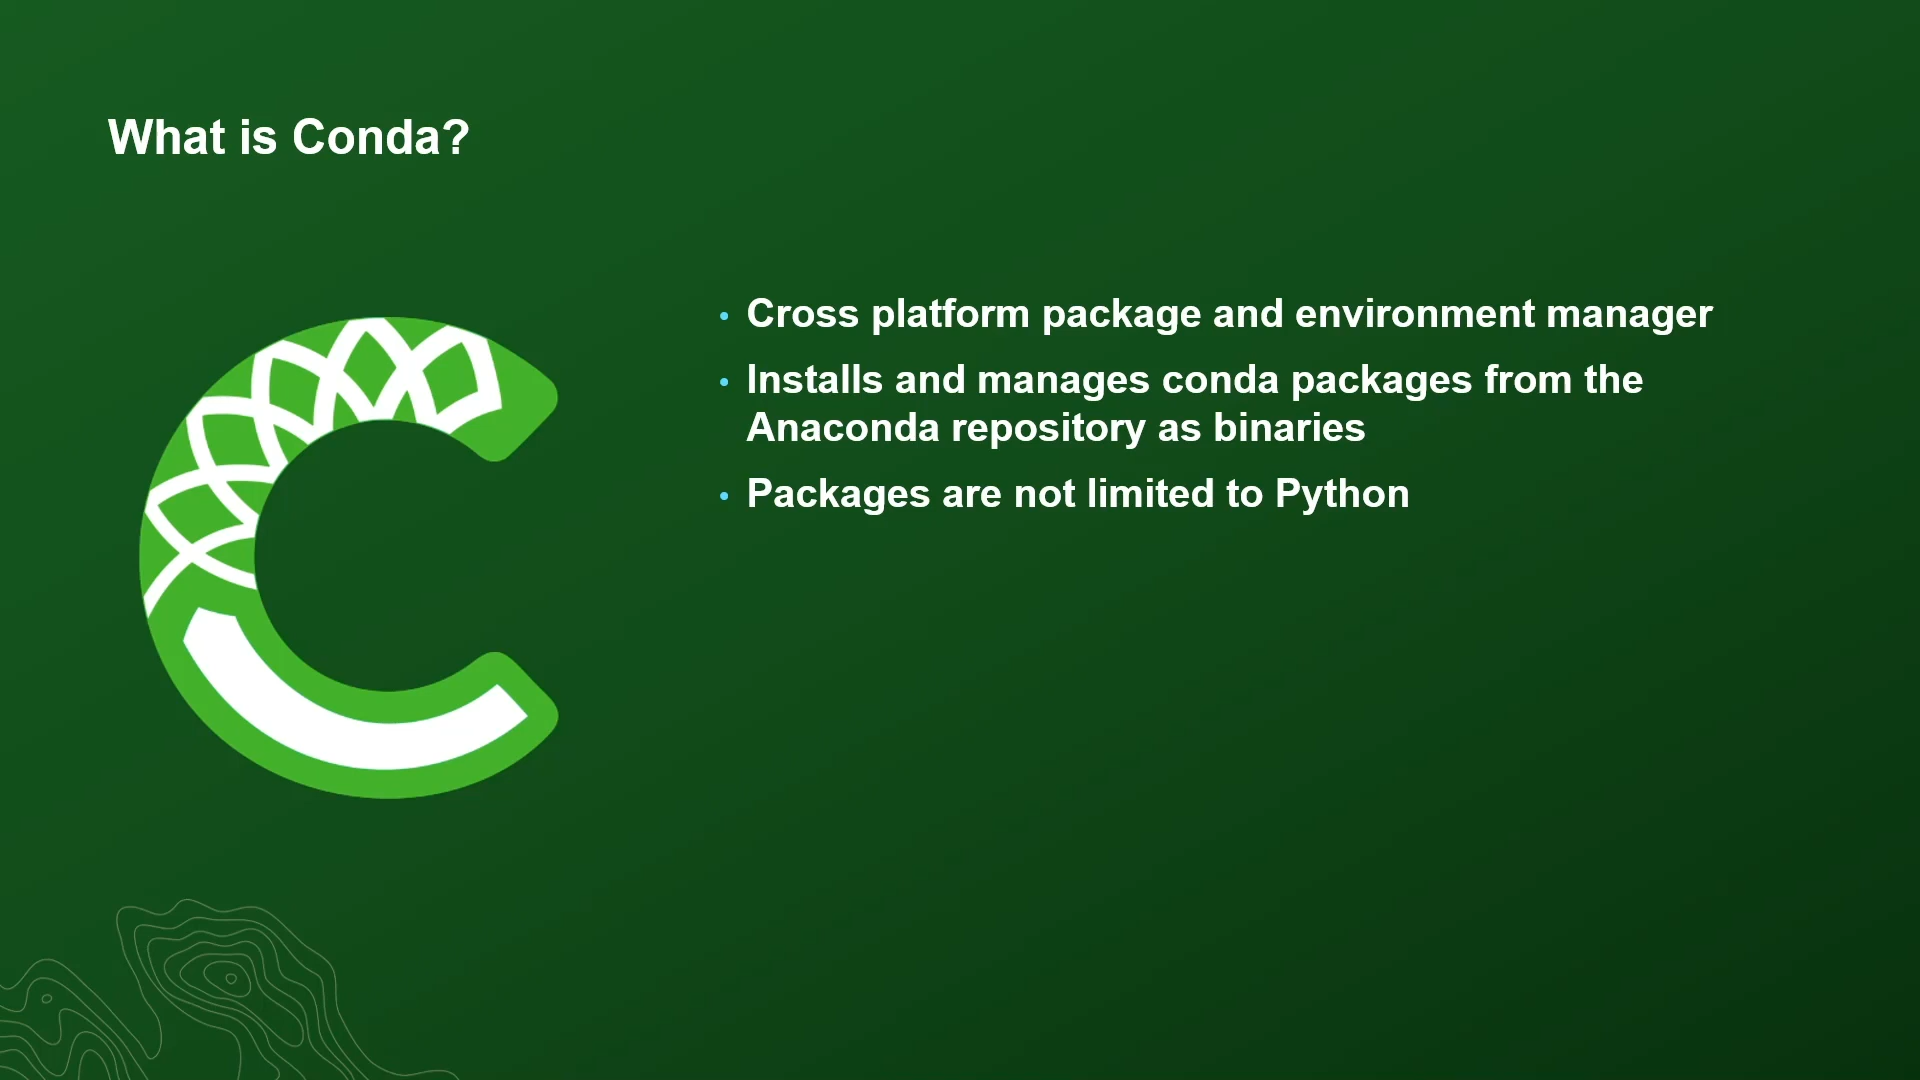 What is Conda?
• Cross platform package and environment manager
• Installs and manages conda packages from the
Anaconda repository as binaries
• Packages are not limited to Python